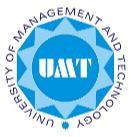 UNIVERSITY OF MANAGEMENT AND TECHNOLOGY
UMT